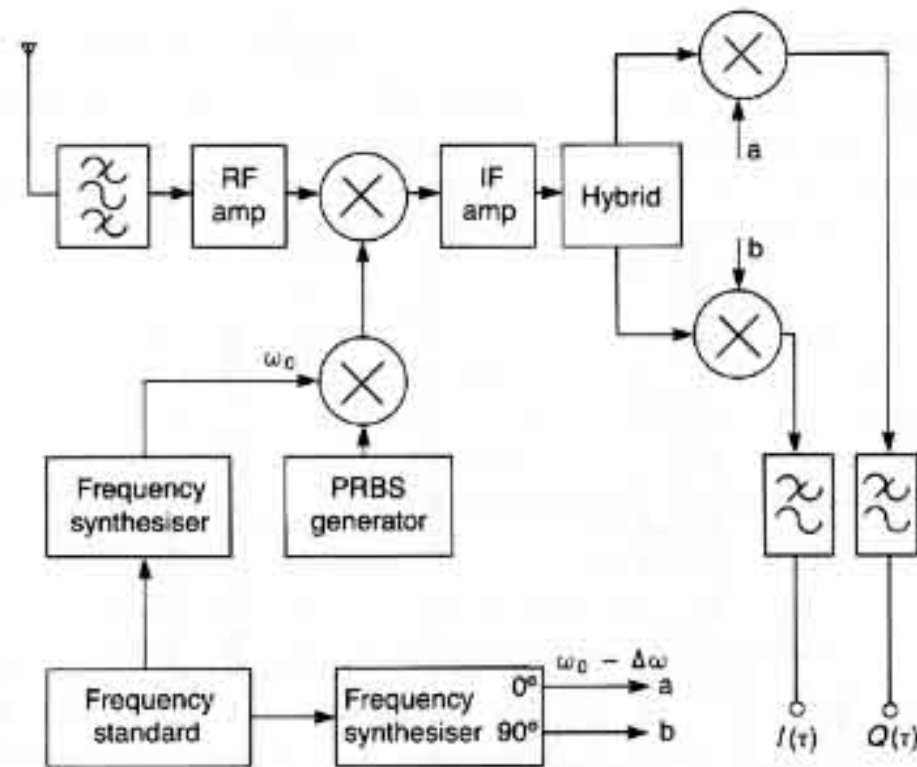 a
RF
amp
IF
amp
Hybrid
b
ω₀
Frequency
synthesiser
PRBS
generator
Frequency
standard
Frequency
synthesiser
0°
90°
ω₀ − Δω
a
b
I(τ)
Q(τ)